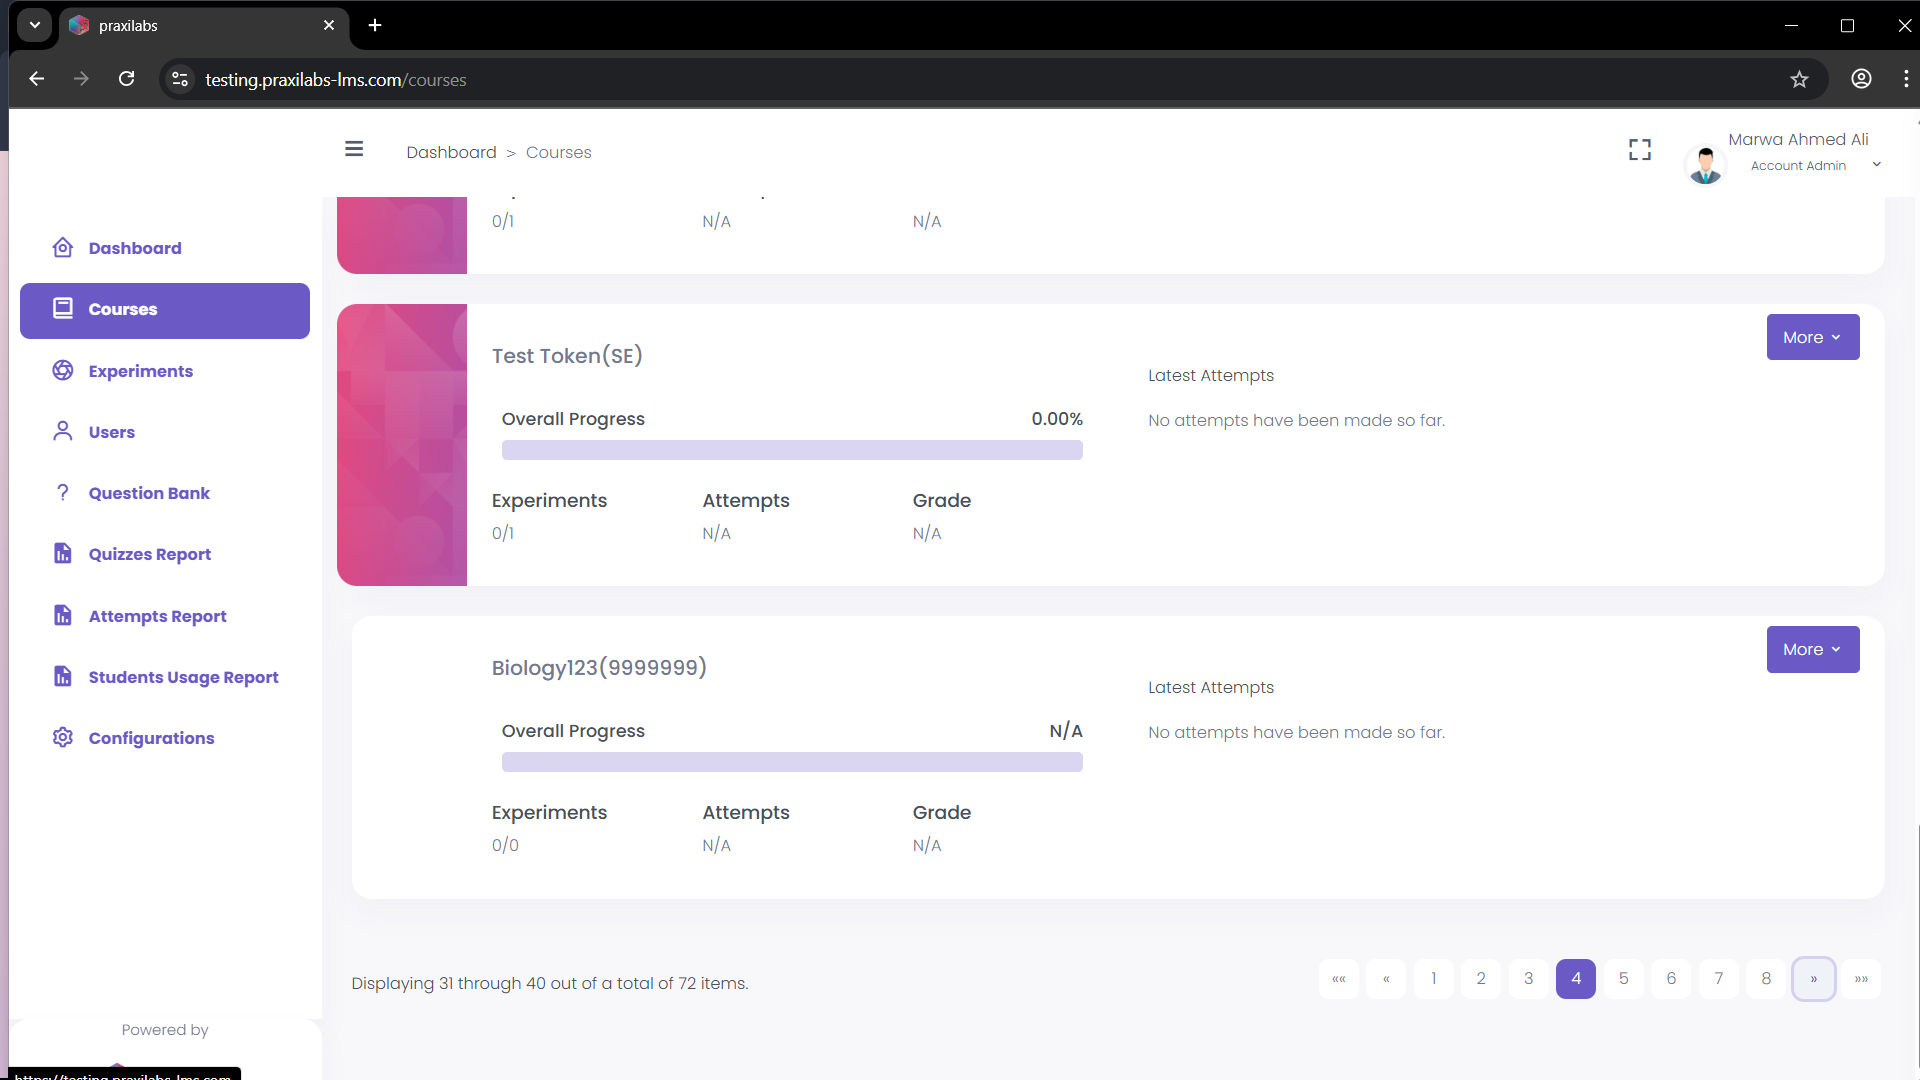 praxilabs
testing.praxilabs-lms.com/courses
Dashboard > Courses
Marwa Ahmed Ali
Account Admin
Dashboard
Courses
Experiments
Users
Question Bank
Quizzes Report
Attempts Report
Students Usage Report
Configurations
Powered by
0/1 N/A N/A
Test Token(SE)
More
Latest Attempts
Overall Progress 0.00%
No attempts have been made so far.
Experiments Attempts Grade
0/1 N/A N/A
Biology123(9999999)
More
Latest Attempts
Overall Progress N/A
No attempts have been made so far.
Experiments Attempts Grade
0/0 N/A N/A
Displaying 31 through 40 out of a total of 72 items.
«« « 1 2 3 4 5 6 7 8 » »»
https://testing.praxilabs-lms.com